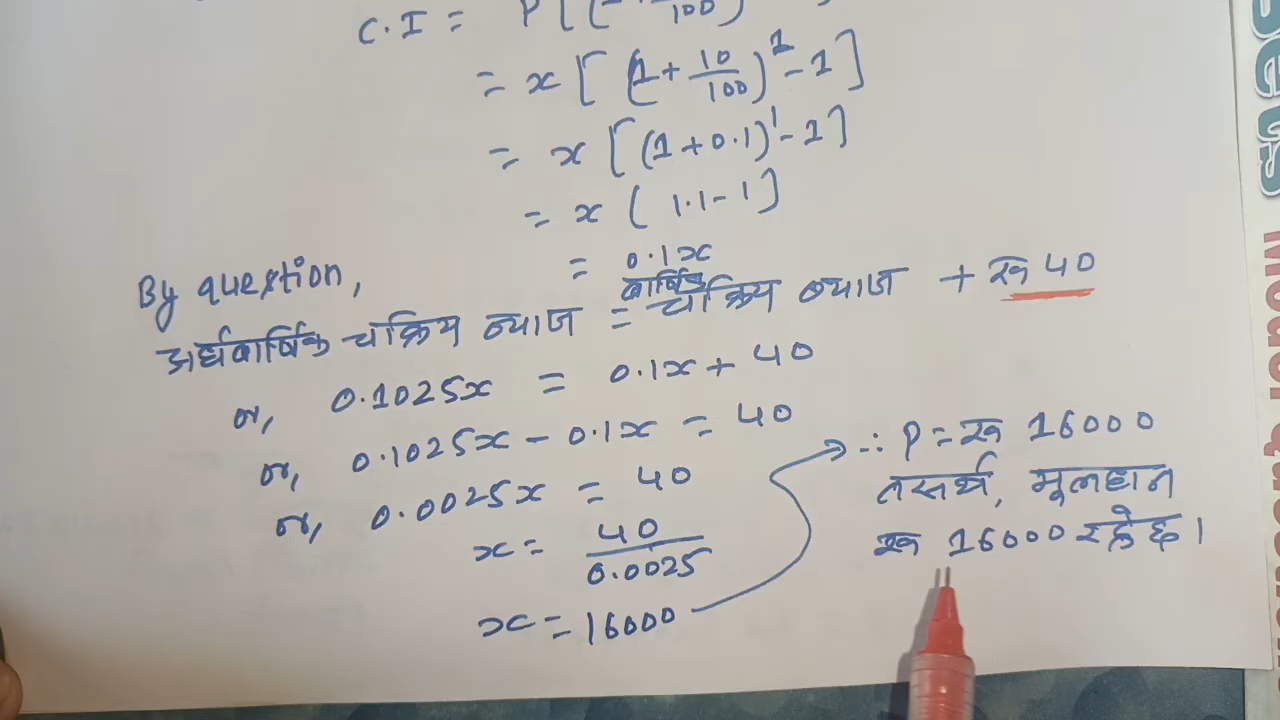 C.I = P[(
100)
= x [ (1 + 10/100)^1 - 1 ]
= x [ (1 + 0.1)^1 - 1 ]
= x ( 1.1 - 1 ]
= 0.1x
By question,
वार्षिक
अर्धवार्षिक चक्रिय ब्याज = चक्रिय ब्याज + रू 40
or, 0.1025x = 0.1x + 40
or, 0.1025x - 0.1x = 40
or, 0.0025x = 40
x = 40/0.0025
x = 16000
∴ P = रू 16000
तसर्थ, मूलधान
रू 16000 रहेछ।